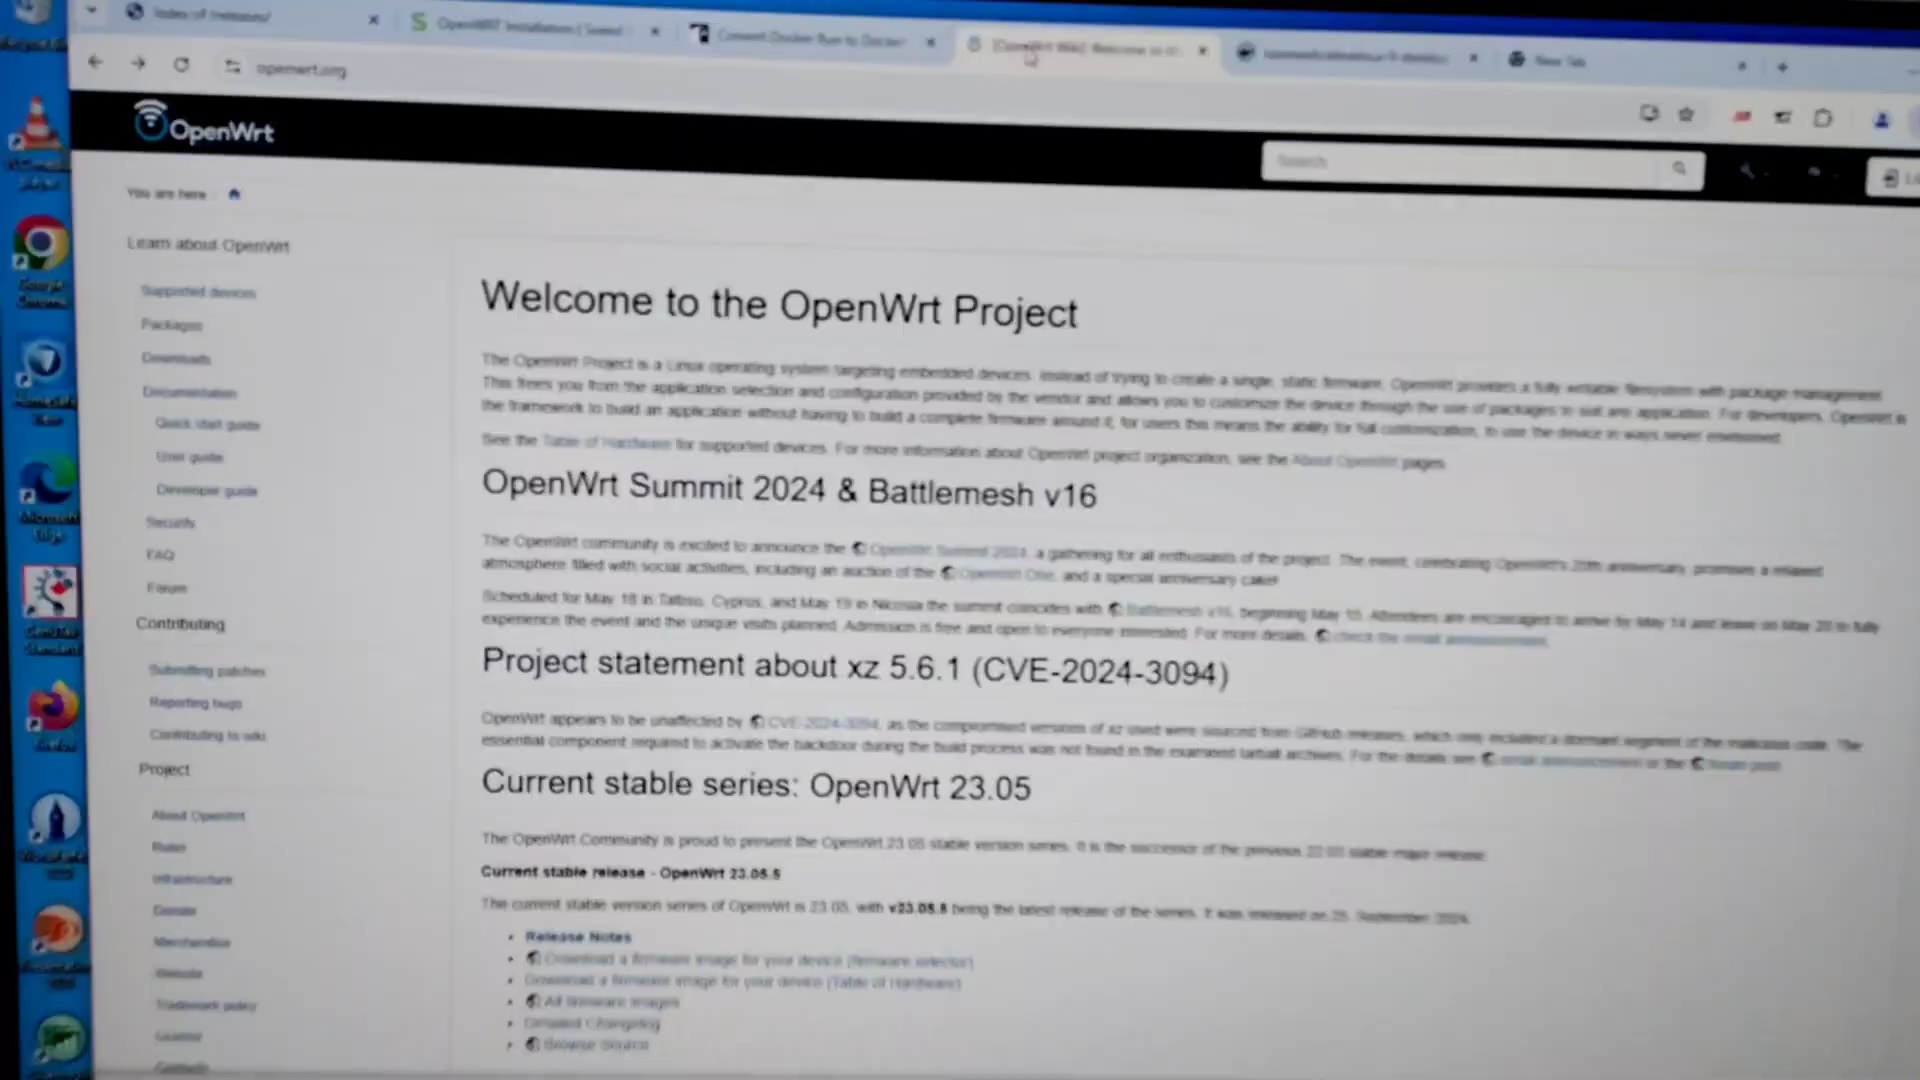 Index of /releases/
OpenWRT Installation | Seeed
Convert Docker Run to Docker
[OpenWrt Wiki] Welcome to
New Tab
openwrt.org
OpenWrt
Search
You are here
Learn about OpenWrt
Supported devices
Packages
Downloads
Documentation
Quick start guide
User guide
Developer guide
Security
FAQ
Forum
Contributing
Submitting patches
Reporting bugs
Contributing to wiki
Project
About OpenWrt
Rules
Infrastructure
Donate
Merchandise
Website
Trademark policy
License
Contacts
Welcome to the OpenWrt Project
The OpenWrt Project is a Linux operating system targeting embedded devices. Instead of trying to create a single, static firmware, OpenWrt provides a fully writable filesystem with package management.
This frees you from the application selection and configuration provided by the vendor and allows you to customize the device through the use of packages to suit any application. For developers, OpenWrt is
the framework to build an application without having to build a complete firmware around it; for users this means the ability for full customization, to use the device in ways never envisioned.
See the Table of Hardware for supported devices. For more information about OpenWrt project organization, see the About OpenWrt pages.
OpenWrt Summit 2024 & Battlemesh v16
The OpenWrt community is excited to announce the OpenWrt Summit 2024, a gathering for all enthusiasts of the project. The event, celebrating OpenWrt's 20th anniversary, promises a relaxed
atmosphere filled with social activities, including an auction of the OpenWrt One, and a special anniversary cake!
Scheduled for May 18 in Cyprus, and May 19 in Nicosia the summit coincides with Battlemesh v16, beginning May 15. Attendees are encouraged to arrive by May 14 and leave on May 20 to fully
experience the event and the unique visits planned. Admission is free and open to everyone interested. For more details, check the email announcement.
Project statement about xz 5.6.1 (CVE-2024-3094)
OpenWrt appears to be unaffected by CVE-2024-3094, as the compromised versions of xz used were sourced from GitHub releases, which only included a dormant segment of the malicious code. The
essential component required to activate the backdoor during the build process was not found in the examined tarball archives. For the details see email announcement or the forum post.
Current stable series: OpenWrt 23.05
The OpenWrt Community is proud to present the OpenWrt 23.05 stable version series. It is the successor of the previous 22.03 stable major release.
Current stable release - OpenWrt 23.05.5
The current stable version series of OpenWrt is 23.05, with v23.05.5 being the latest release of the series. It was released on 25. September 2024.
Release Notes
Download a firmware image for your device (firmware selector)
Download a firmware image for your device (Table of Hardware)
All firmware images
Detailed Changelog
Browse Source
Google
Chrome
Microsoft
Edge
Firefox